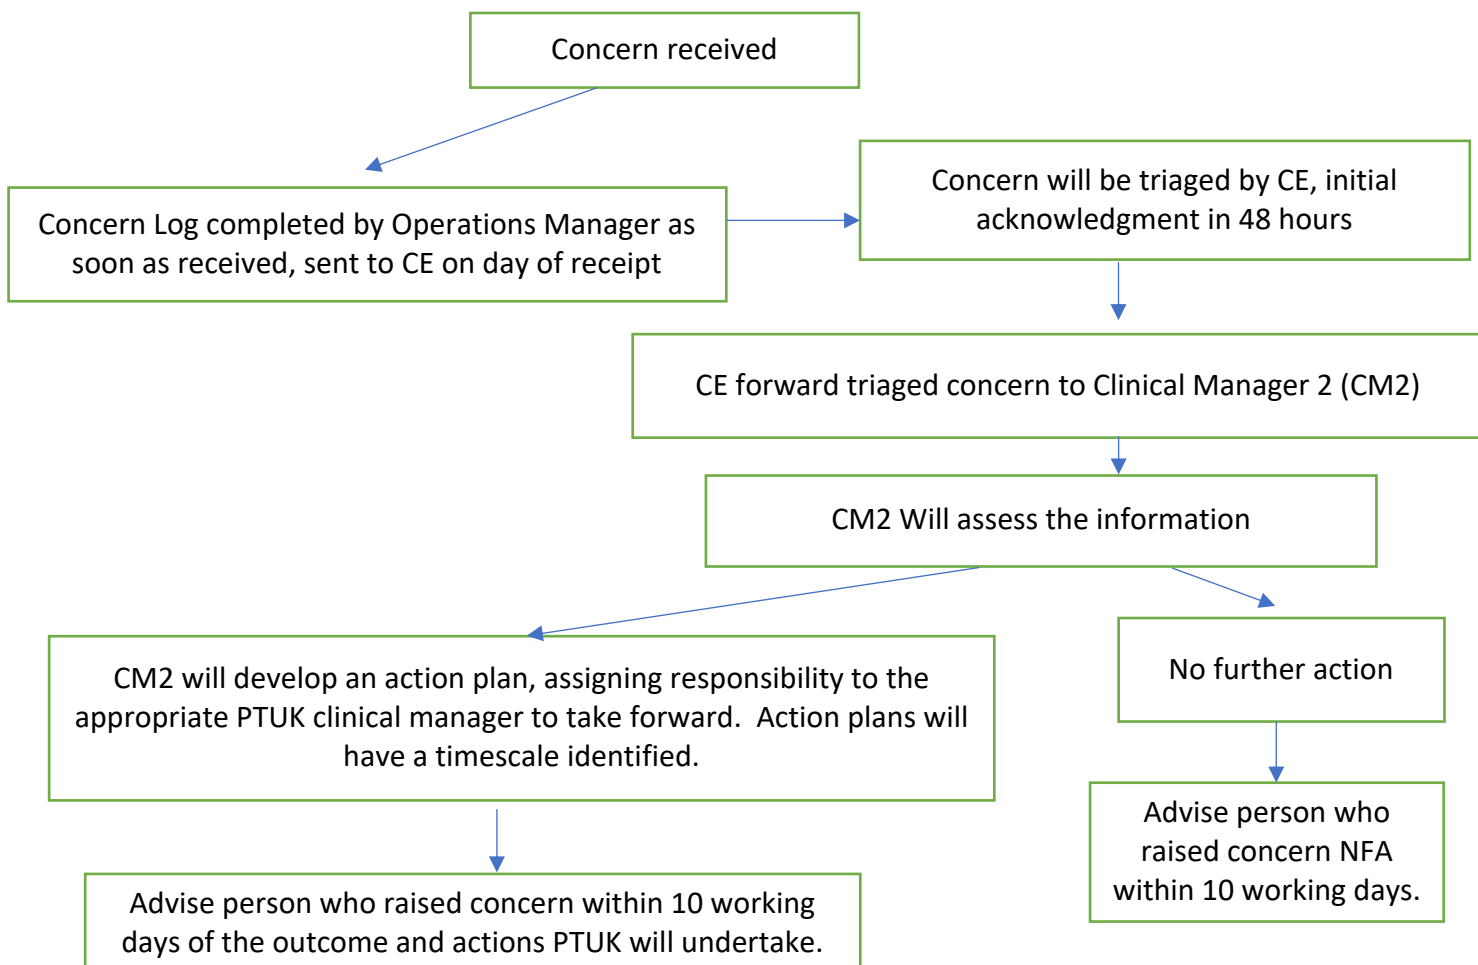 Concern received
Concern Log completed by Operations Manager as
soon as received, sent to CE on day of receipt
Concern will be triaged by CE, initial
acknowledgment in 48 hours
CE forward triaged concern to Clinical Manager 2 (CM2)
CM2 Will assess the information
CM2 will develop an action plan, assigning responsibility to the
appropriate PTUK clinical manager to take forward.  Action plans will
have a timescale identified.
No further action
Advise person who raised concern within 10 working
days of the outcome and actions PTUK will undertake.
Advise person who
raised concern NFA
within 10 working days.